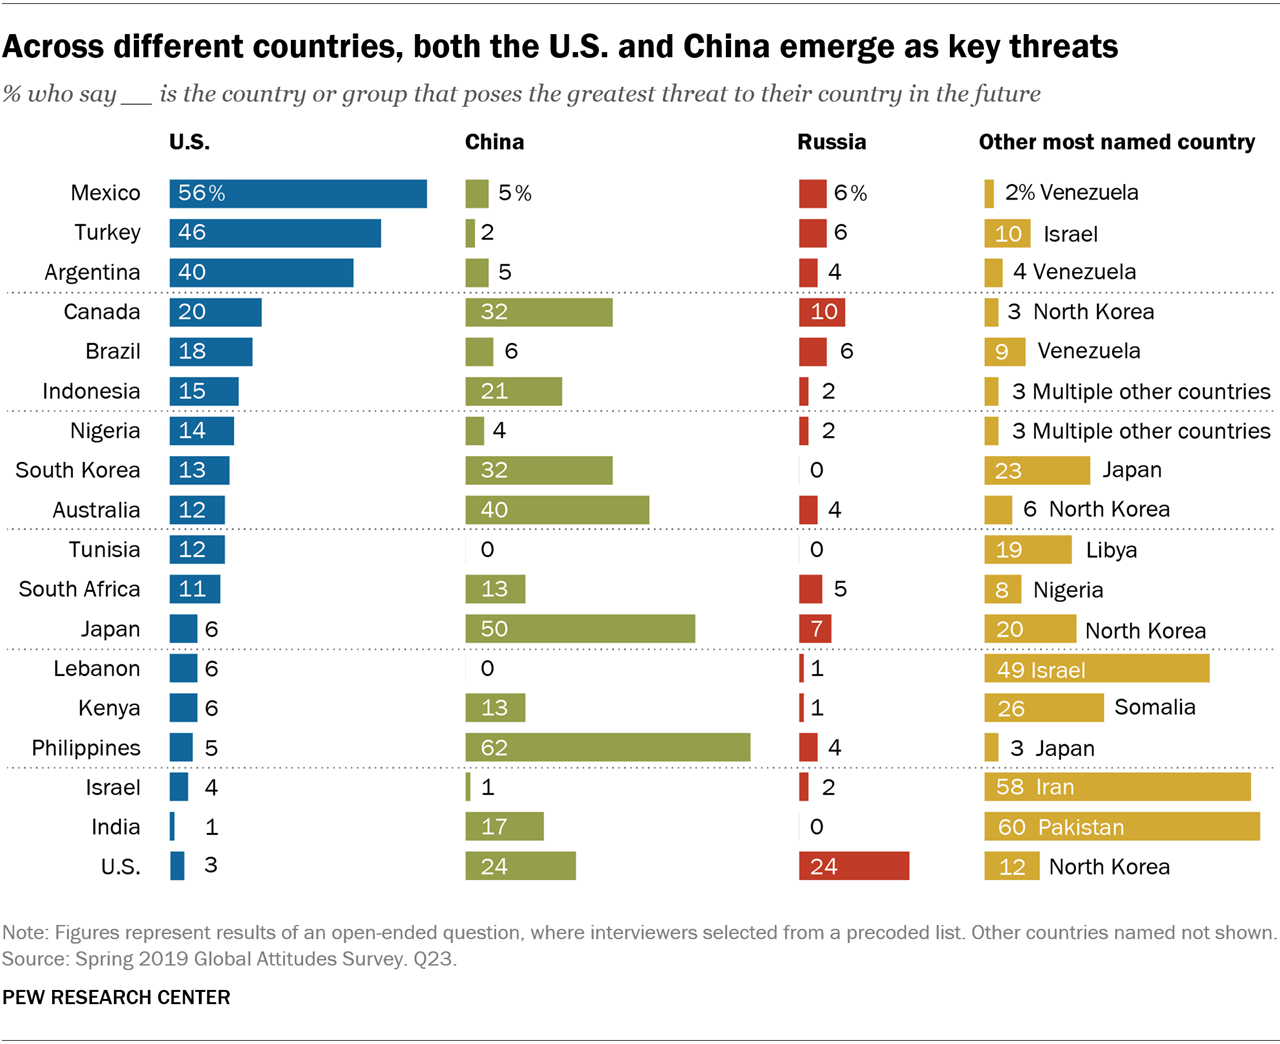 Across different countries, both the U.S. and China emerge as key threats
% who say __ is the country or group that poses the greatest threat to their country in the future
U.S. China Russia Other most named country
Mexico 56% 5% 6% 2% Venezuela
Turkey 46 2 6 10 Israel
Argentina 40 5 4 4 Venezuela
Canada 20 32 10 3 North Korea
Brazil 18 6 6 9 Venezuela
Indonesia 15 21 2 3 Multiple other countries
Nigeria 14 4 2 3 Multiple other countries
South Korea 13 32 0 23 Japan
Australia 12 40 4 6 North Korea
Tunisia 12 0 0 19 Libya
South Africa 11 13 5 8 Nigeria
Japan 6 50 7 20 North Korea
Lebanon 6 0 1 49 Israel
Kenya 6 13 1 26 Somalia
Philippines 5 62 4 3 Japan
Israel 4 1 2 58 Iran
India 1 17 0 60 Pakistan
U.S. 3 24 24 12 North Korea
Note: Figures represent results of an open-ended question, where interviewers selected from a precoded list. Other countries named not shown.
Source: Spring 2019 Global Attitudes Survey. Q23.
PEW RESEARCH CENTER